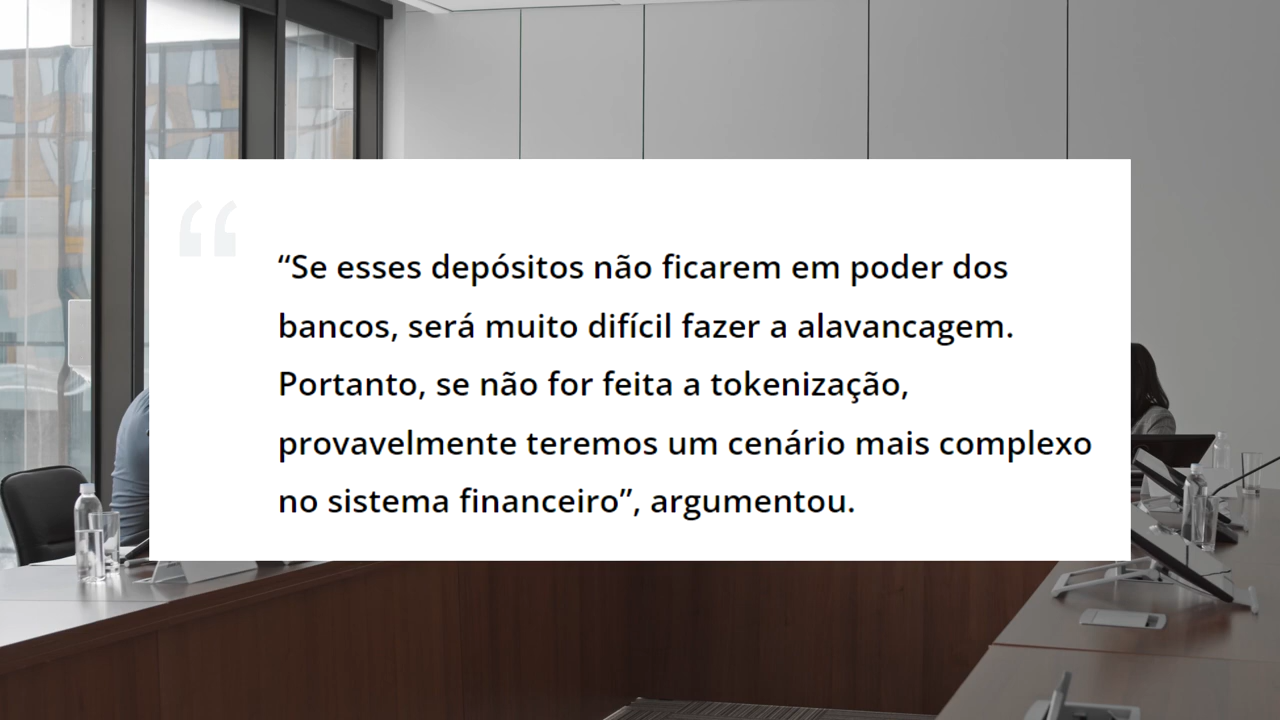 “Se esses depósitos não ficarem em poder dos
bancos, será muito difícil fazer a alavancagem.
Portanto, se não for feita a tokenização,
provavelmente teremos um cenário mais complexo
no sistema financeiro”, argumentou.